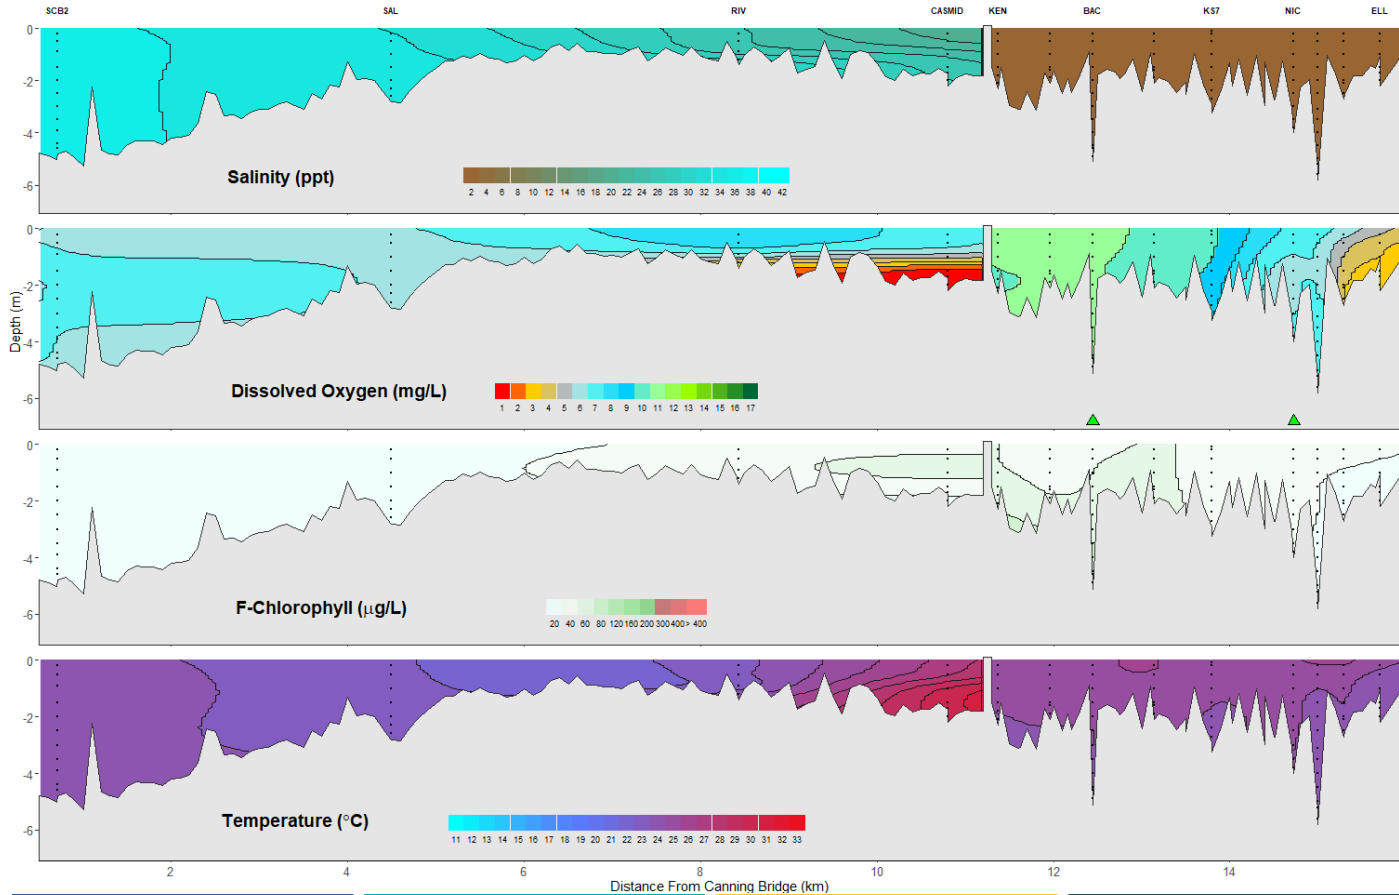 SCB2 SAL RIV CASMID KEN BAC KS7 NIC ELL
0
-2
-4
-6
Salinity (ppt)
2 4 6 8 10 12 14 16 18 20 22 24 26 28 30 32 34 36 38 40 42
0
-2
-4
-6
Depth (m)
Dissolved Oxygen (mg/L)
1 2 3 4 5 6 7 8 9 10 11 12 13 14 15 16 17
0
-2
-4
-6
F-Chlorophyll (µg/L)
20 40 60 80 120 160 200 300 400 > 400
0
-2
-4
-6
Temperature (°C)
11 12 13 14 15 16 17 18 19 20 21 22 23 24 25 26 27 28 29 30 31 32 33
2 4 6 8 10 12 14
Distance From Canning Bridge (km)